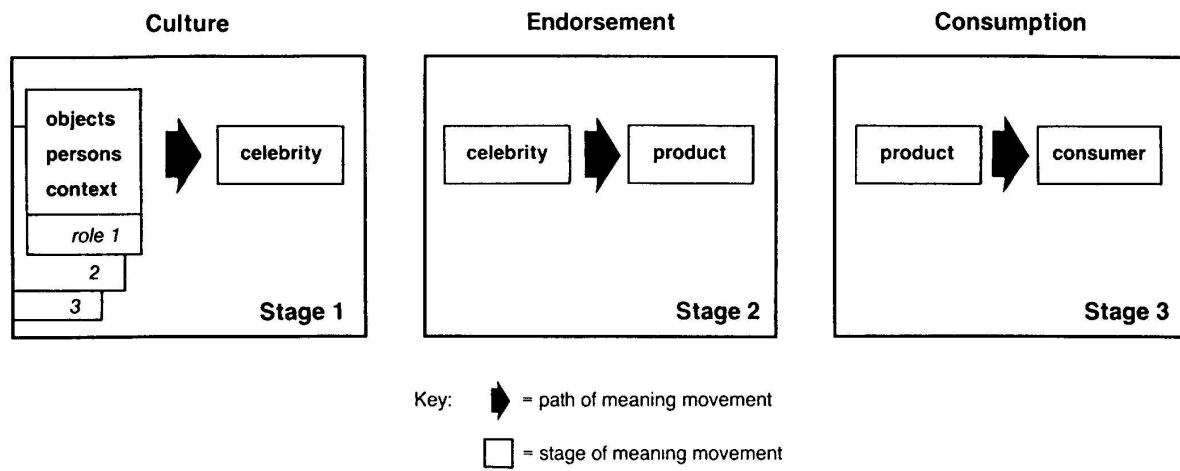 Culture
Endorsement
Consumption
objects
persons
context
role 1
2
3
celebrity
Stage 1
celebrity
product
Stage 2
product
consumer
Stage 3
Key:
= path of meaning movement
= stage of meaning movement